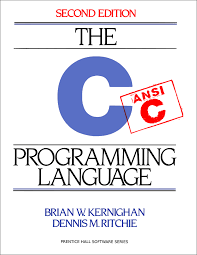 SECOND EDITION
THE
C
ANSI
C
PROGRAMMING
LANGUAGE
BRIAN W. KERNIGHAN
DENNIS M. RITCHIE
PRENTICE HALL SOFTWARE SERIES